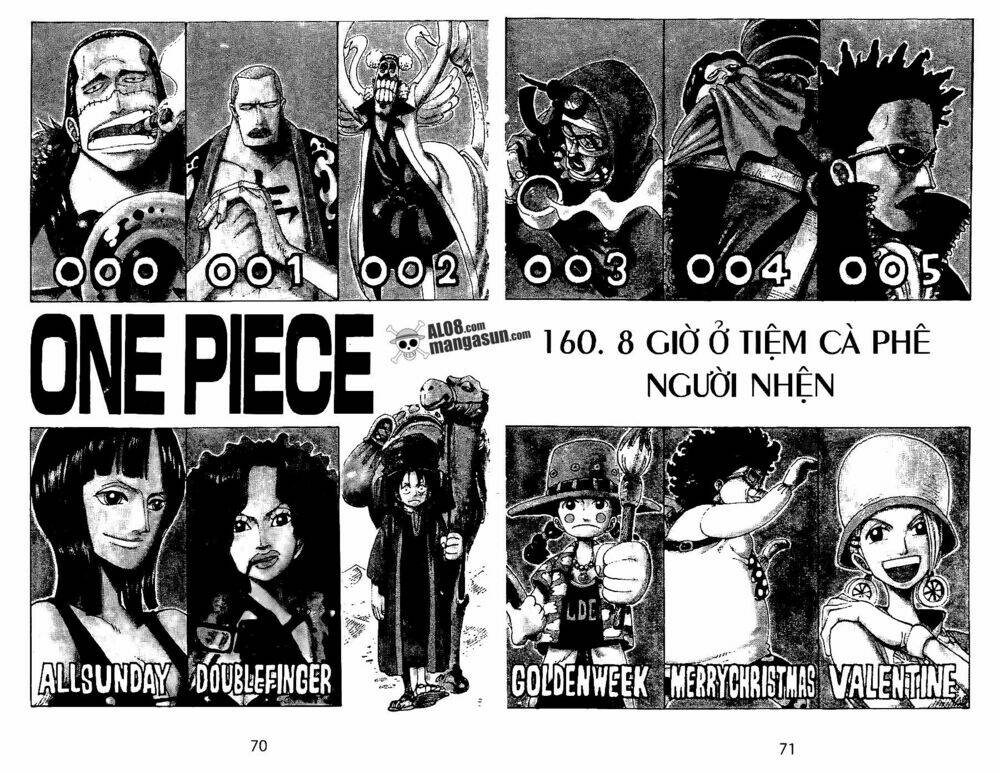 000
001
002
003
004
005
ONE PIECE
AL08.com
mangasun.com
160. 8 GIỜ Ở TIỆM CÀ PHÊ
NGƯỜI NHỆN
ALLSUNDAY
DOUBLEFINGER
GOLDENWEEK
MERRYCHRISTMAS
VALENTINE
LDE
70
71